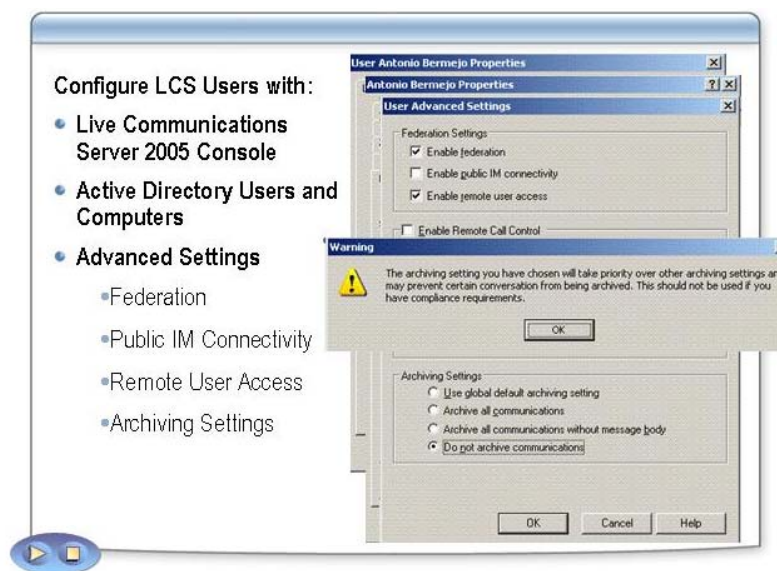 Configure LCS Users with:
Live Communications
Server 2005 Console
Active Directory Users and
Computers
Advanced Settings
Federation
Public IM Connectivity
Remote User Access
Archiving Settings
User Antonio Bermejo Properties
Antonio Bermejo Properties
User Advanced Settings
Federation Settings
Enable federation
Enable public IM connectivity
Enable remote user access
Enable Remote Call Control
Warning
The archiving setting you have chosen will take priority over other archiving settings
may prevent certain conversation from being archived. This should not be used if you
have compliance requirements.
OK
Archiving Settings
Use global default archiving setting
Archive all communications
Archive all communications without message body
Do not archive communications
OK
Cancel
Help